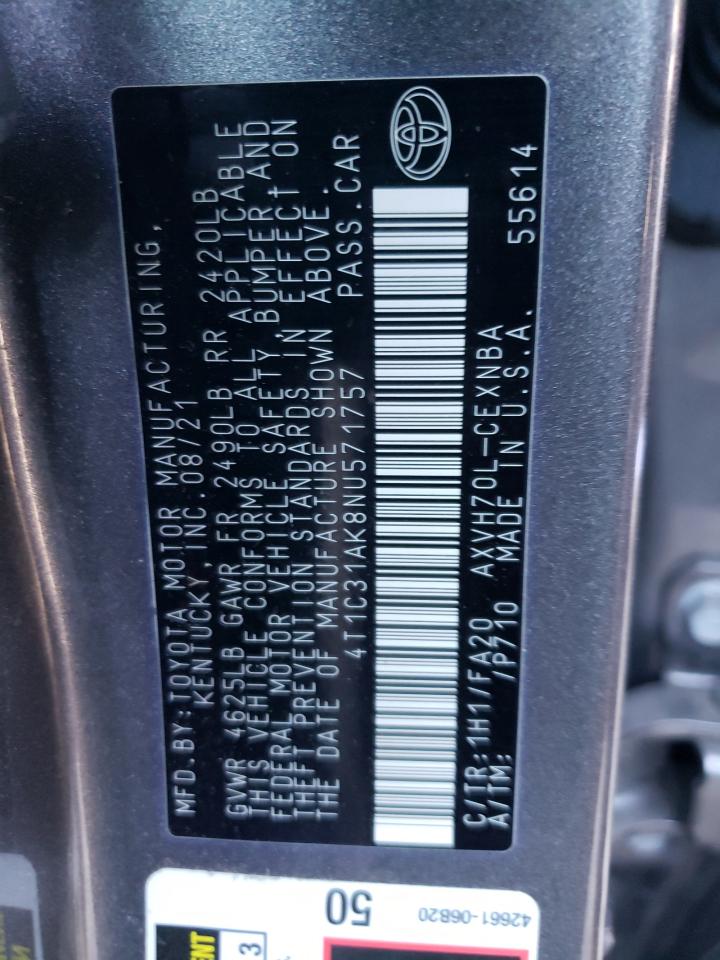 MFD.BY:TOYOTA MOTOR MANUFACTURING,
KENTUCKY, INC.08/21
GVWR 4625LB GAWR FR 2490LB RR 2420LB
THIS VEHICLE CONFORMS TO ALL APPLICABLE
FEDERAL MOTOR VEHICLE SAFETY, BUMPER, AND
THEFT PREVENTION STANDARDS IN EFFECT ON
THE DATE OF MANUFACTURE SHOWN ABOVE.
4T1C31AK8NU571757 PASS.CAR
C/TR:1H1/FA20 AXVH70L-CEXNBA
A/TM: /P710 MADE IN U.S.A. 55614
50
42661-06B20
3